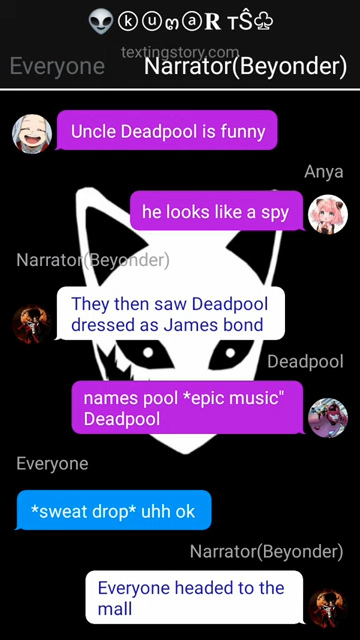 👽ⓚⓤ௱ⓐ𝐑 тŜ♧
textingstory.com
Everyone Narrator(Beyonder)
Uncle Deadpool is funny
Anya
he looks like a spy
Narrator(Beyonder)
They then saw Deadpool
dressed as James bond
Deadpool
names pool *epic music"
Deadpool
Everyone
*sweat drop* uhh ok
Narrator(Beyonder)
Everyone headed to the
mall